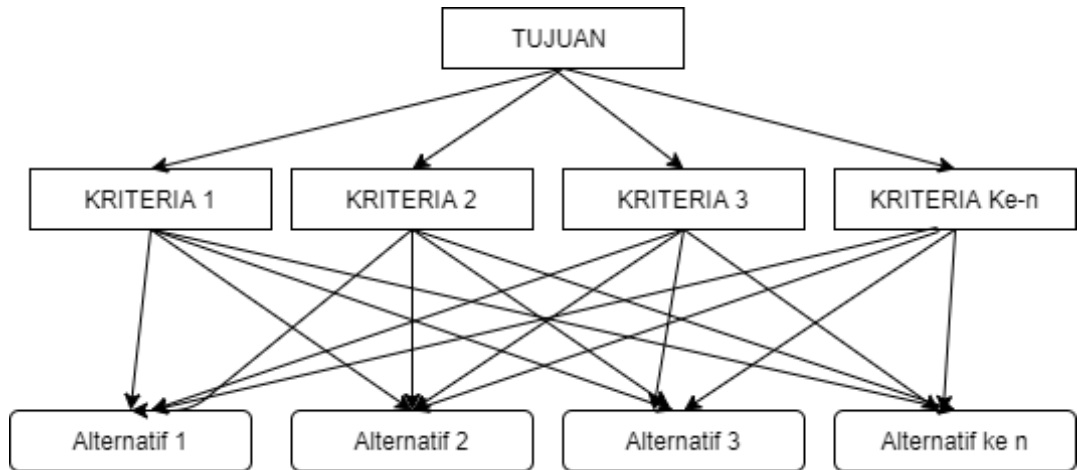 TUJUAN
KRITERIA 1
KRITERIA 2
KRITERIA 3
KRITERIA Ke-n
Alternatif 1
Alternatif 2
Alternatif 3
Alternatif ke n